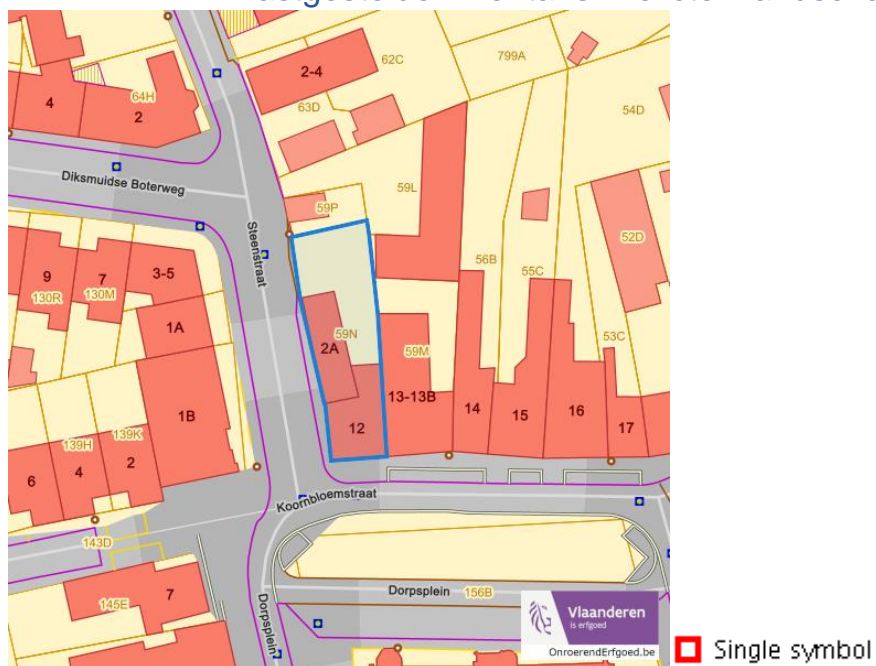 2-4
62C
799A
4
64H
2
63D
54D
Diksmuidse Boterweg
59L
59P
Steenstraat
52D
9
7
3-5
56B
55C
130R
130M
1A
59N
2A
59M
53C
1B
13-13B
14
15
16
17
12
139H
139K
6
4
2
Koornbloemstraat
143D
7
145E
Dorpsplein
Dorpsplein
156B
Vlaanderen
is erfgoed
OnroerendErfgoed.be
Single symbol